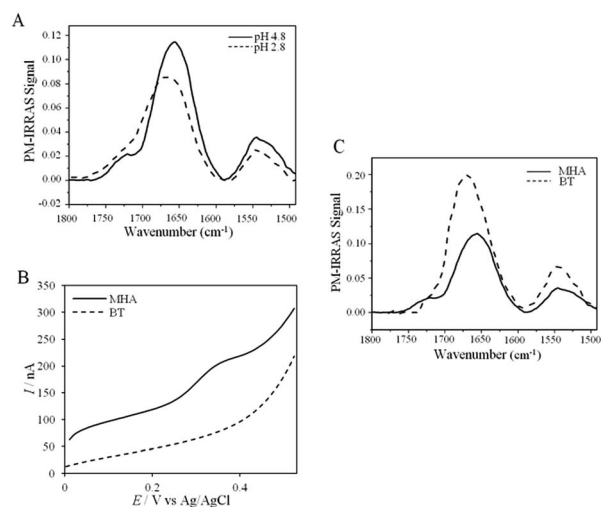 A
PM-IRRAS Signal
0.12
0.10
0.08
0.06
0.04
0.02
0.00
-0.02
pH 4.8
pH 2.8
1800 1750 1700 1650 1600 1550 1500
Wavenumber (cm-1)
B
I / nA
350
300
250
200
150
100
50
0
MHA
BT
0 0.2 0.4
E / V vs Ag/AgCl
C
PM-IRRAS Signal
0.20
0.15
0.10
0.05
0.00
MHA
BT
1800 1750 1700 1650 1600 1550 1500
Wavenumber (cm-1)